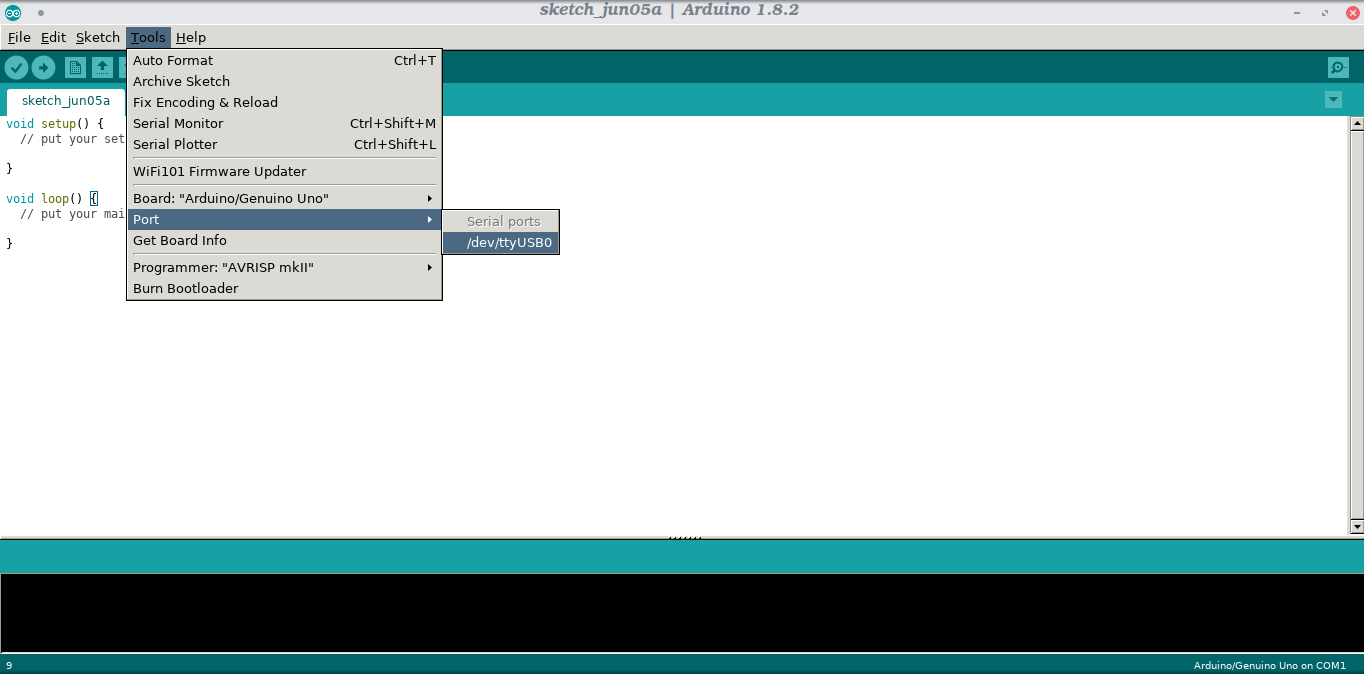 sketch_jun05a | Arduino 1.8.2
File Edit Sketch Tools Help
Auto Format Ctrl+T
Archive Sketch
Fix Encoding & Reload
Serial Monitor Ctrl+Shift+M
Serial Plotter Ctrl+Shift+L
WiFi101 Firmware Updater
Board: "Arduino/Genuino Uno"
Port
Get Board Info
Programmer: "AVRISP mkII"
Burn Bootloader
Serial ports
/dev/ttyUSB0
sketch_jun05a
void setup() {
// put your set
}
void loop() {
// put your mai
}
9
Arduino/Genuino Uno on COM1